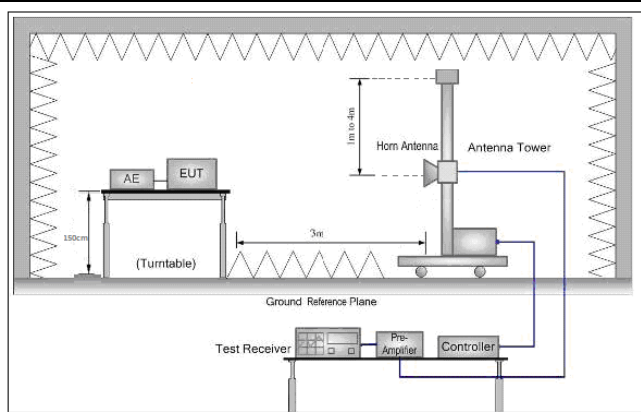 1m to 4m
Horn Antenna
Antenna Tower
AE
EUT
150cm
3m
(Turntable)
Ground Reference Plane
Test Receiver
Pre-
Amplifier
Controller